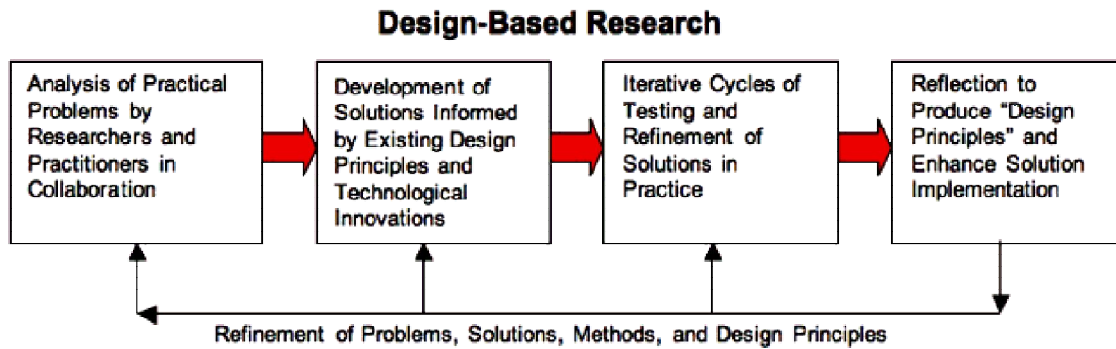 Design-Based Research
Analysis of Practical
Problems by
Researchers and
Practitioners in
Collaboration
Development of
Solutions Informed
by Existing Design
Principles and
Technological
Innovations
Iterative Cycles of
Testing and
Refinement of
Solutions in
Practice
Reflection to
Produce "Design
Principles" and
Enhance Solution
Implementation
Refinement of Problems, Solutions, Methods, and Design Principles